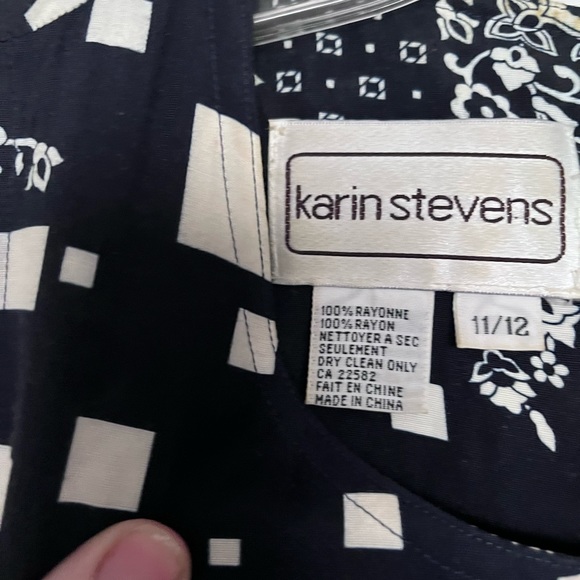 karin stevens
100% RAYONNE
100% RAYON
NETTOYER A SEC
SEULEMENT
DRY CLEAN ONLY
CA 22582
FAIT EN CHINE
MADE IN CHINA
11/12